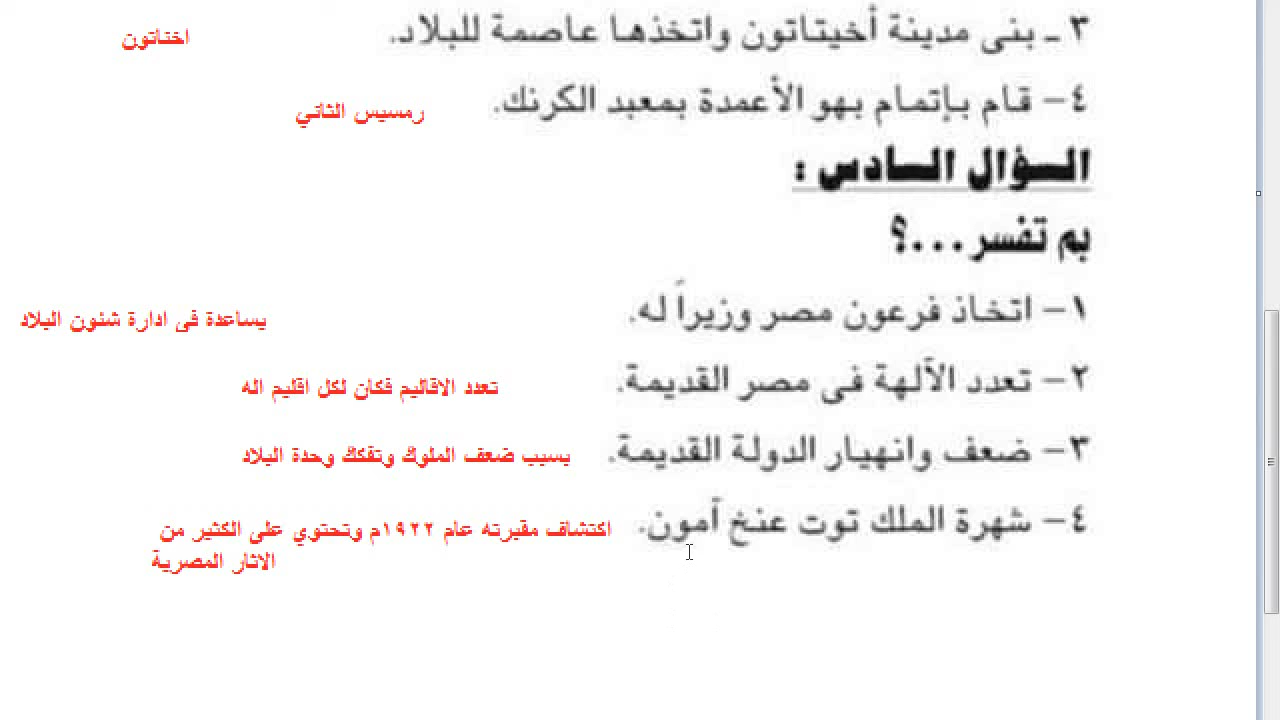 ٣ ـ بنى مدينة أخيتاتون واتخذها عاصمة للبلاد. اخناتون
٤ – قام بإتمام بهو الأعمدة بمعبد الكرنك. رمسيس الثاني
السؤال السادس :
بم تفسر...؟
١ – اتخاذ فرعون مصر وزيراً له. يساعدة فى ادارة شئون البلاد
٢ – تعدد الآلهة فى مصر القديمة. تعدد الاقاليم فكان لكل اقليم اله
٣ – ضعف وانهيار الدولة القديمة. بسبب ضعف الملوك وتفكك وحدة البلاد
٤ – شهرة الملك توت عنخ آمون. اكتشاف مقبرته عام ١٩٢٢م وتحتوي على الكثير من
الاثار المصرية